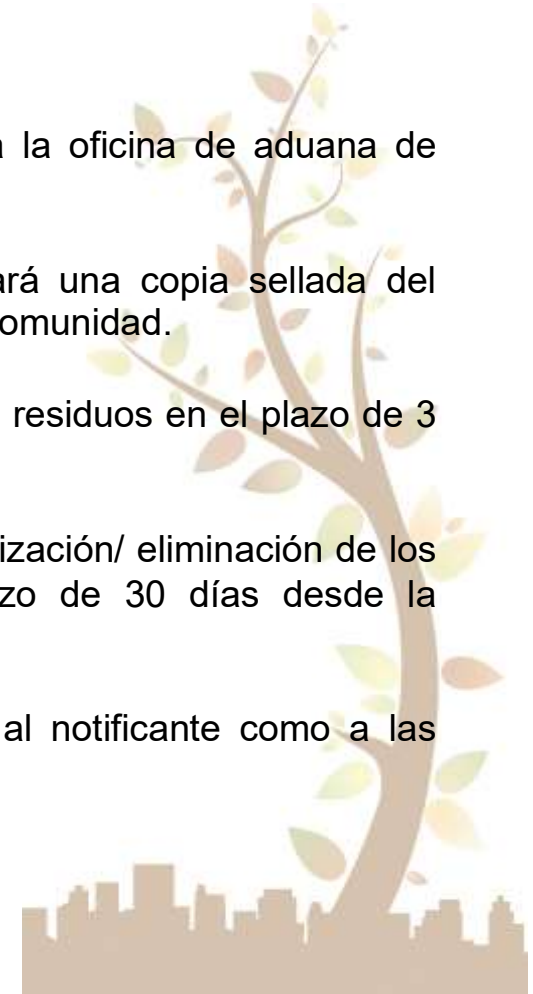 la oficina de aduana de
ará una copia sellada del
omunidad.
residuos en el plazo de 3
ización/ eliminación de los
zo de 30 días desde la
al notificante como a las